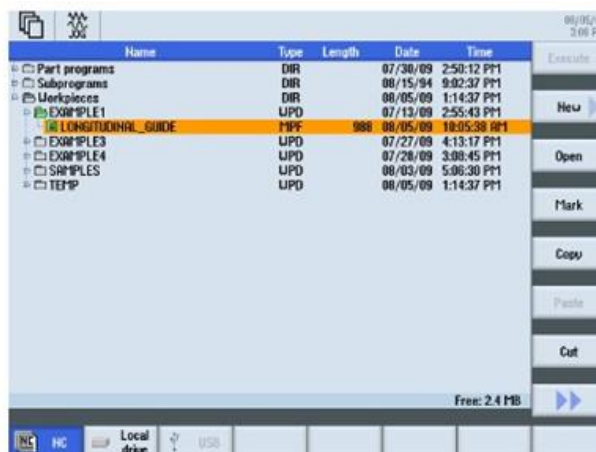 JOG
08/05/
Name Type Length Date Time
Execute
Part programs DIR 07/30/09 2:50:12 PM
Subprograms DIR 08/15/94 9:02:37 PM
Workpieces DIR 08/05/09 1:14:37 PM
EXAMPLE1 WPD 07/13/09 2:55:43 PM
LONGITUDINAL_GUIDE MPF 988 08/05/09 10:05:38 AM
EXAMPLE3 WPD 07/27/09 4:13:17 PM
EXAMPLE4 WPD 07/28/09 3:08:45 PM
SAMPLES WPD 08/03/09 5:06:30 PM
TEMP WPD 08/05/09 1:14:37 PM
New
Open
Mark
Copy
Paste
Cut
Free: 2.4 MB
NC NC Local drive USB